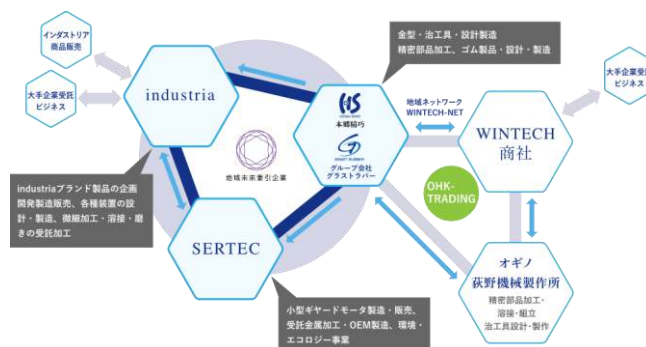 インダストリア
商品販売
大手企業受託
ビジネス
industria
industriaブランド製品の企画
開発製造販売、各種装置の設
計・製造、微細加工・溶接・磨
きの受託加工
地域未来牽引企業
SERTEC
小型ギヤードモータ製造・販売、
受託金属加工・OEM製造、環境・
エコロジー事業
金型・治工具・設計製造
精密部品加工、ゴム製品・設計・製造
HS
本郷精巧
グループ会社
グラストラバー
地域ネットワーク
WINTECH-NET
WINTECH
商社
OHK-
TRADING
オギノ
荻野機械製作所
精密部品加工・
溶接・組立
治工具設計・製作
大手企業受
ビジネス